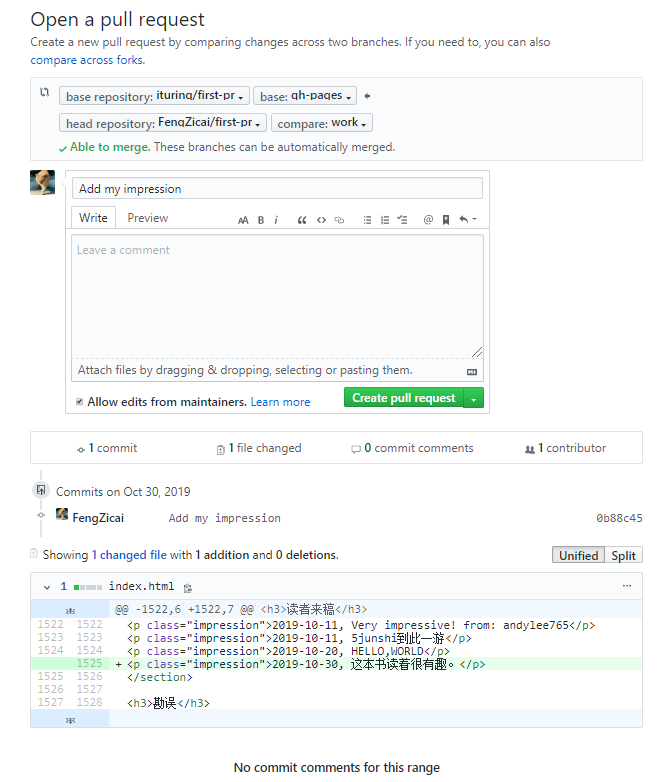 Open a pull request
Create a new pull request by comparing changes across two branches. If you need to, you can also
compare across forks.
base repository: ituring/first-pr base: gh-pages
head repository: FengZicai/first-pr compare: work
Able to merge. These branches can be automatically merged.
Add my impression
Write Preview
AA B i
Leave a comment
Attach files by dragging & dropping, selecting or pasting them.
Allow edits from maintainers. Learn more Create pull request
1 commit 1 file changed 0 commit comments 1 contributor
Commits on Oct 30, 2019
FengZicai Add my impression 0b88c45
Showing 1 changed file with 1 addition and 0 deletions. Unified Split
1 index.html ...
@@ -1522,6 +1522,7 @@ <h3>读者来稿</h3>
1522 1522 <p class="impression">2019-10-11, Very impressive! from: andylee765</p>
1523 1523 <p class="impression">2019-10-11, 5junshi到此一游</p>
1524 1524 <p class="impression">2019-10-20, HELLO,WORLD</p>
1525 + <p class="impression">2019-10-30, 这本书读着很有趣。</p>
1525 1526 </section>
1526 1527
1527 1528 <h3>勘误</h3>
No commit comments for this range